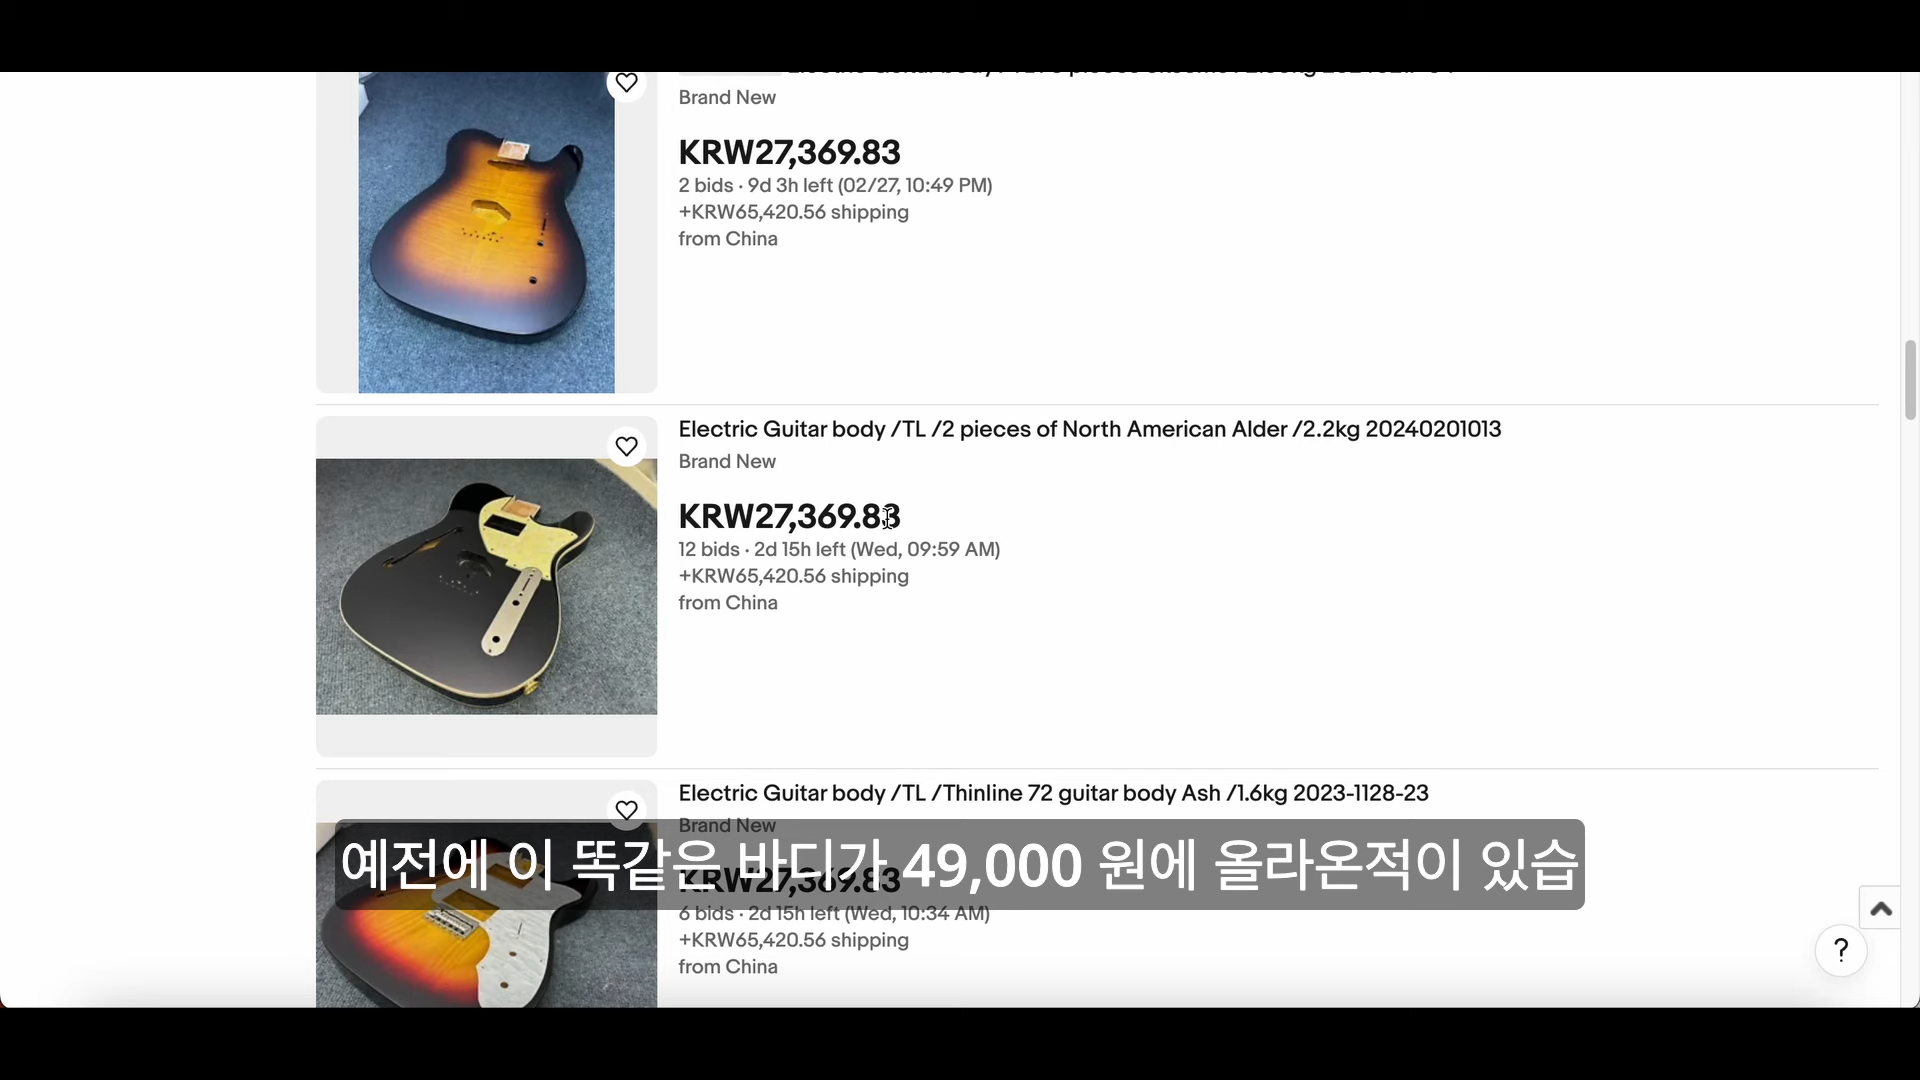 Brand New
KRW27,369.83
2 bids · 9d 3h left (02/27, 10:49 PM)
+KRW65,420.56 shipping
from China
Electric Guitar body /TL /2 pieces of North American Alder /2.2kg 20240201013
Brand New
KRW27,369.83
12 bids · 2d 15h left (Wed, 09:59 AM)
+KRW65,420.56 shipping
from China
Electric Guitar body /TL /Thinline 72 guitar body Ash /1.6kg 2023-1128-23
Brand New
예전에 이 똑같은 바디가 49,000 원에 올라온적이 있습
KRW27,369.83
6 bids · 2d 15h left (Wed, 10:34 AM)
+KRW65,420.56 shipping
from China
?